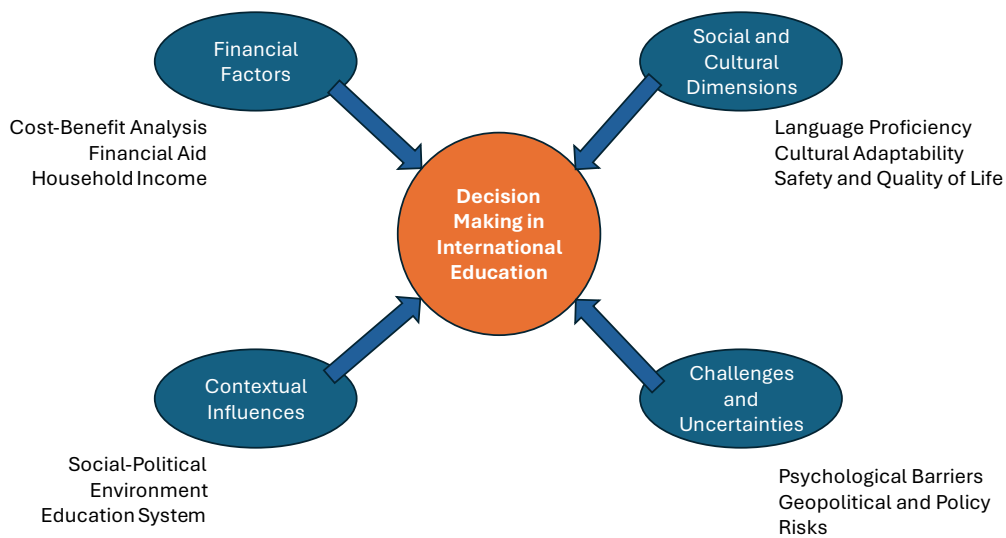 Financial
Factors
Cost-Benefit Analysis
Financial Aid
Household Income
Social and
Cultural
Dimensions
Language Proficiency
Cultural Adaptability
Safety and Quality of Life
Decision
Making in
International
Education
Contextual
Influences
Social-Political
Environment
Education System
Challenges
and
Uncertainties
Psychological Barriers
Geopolitical and Policy
Risks